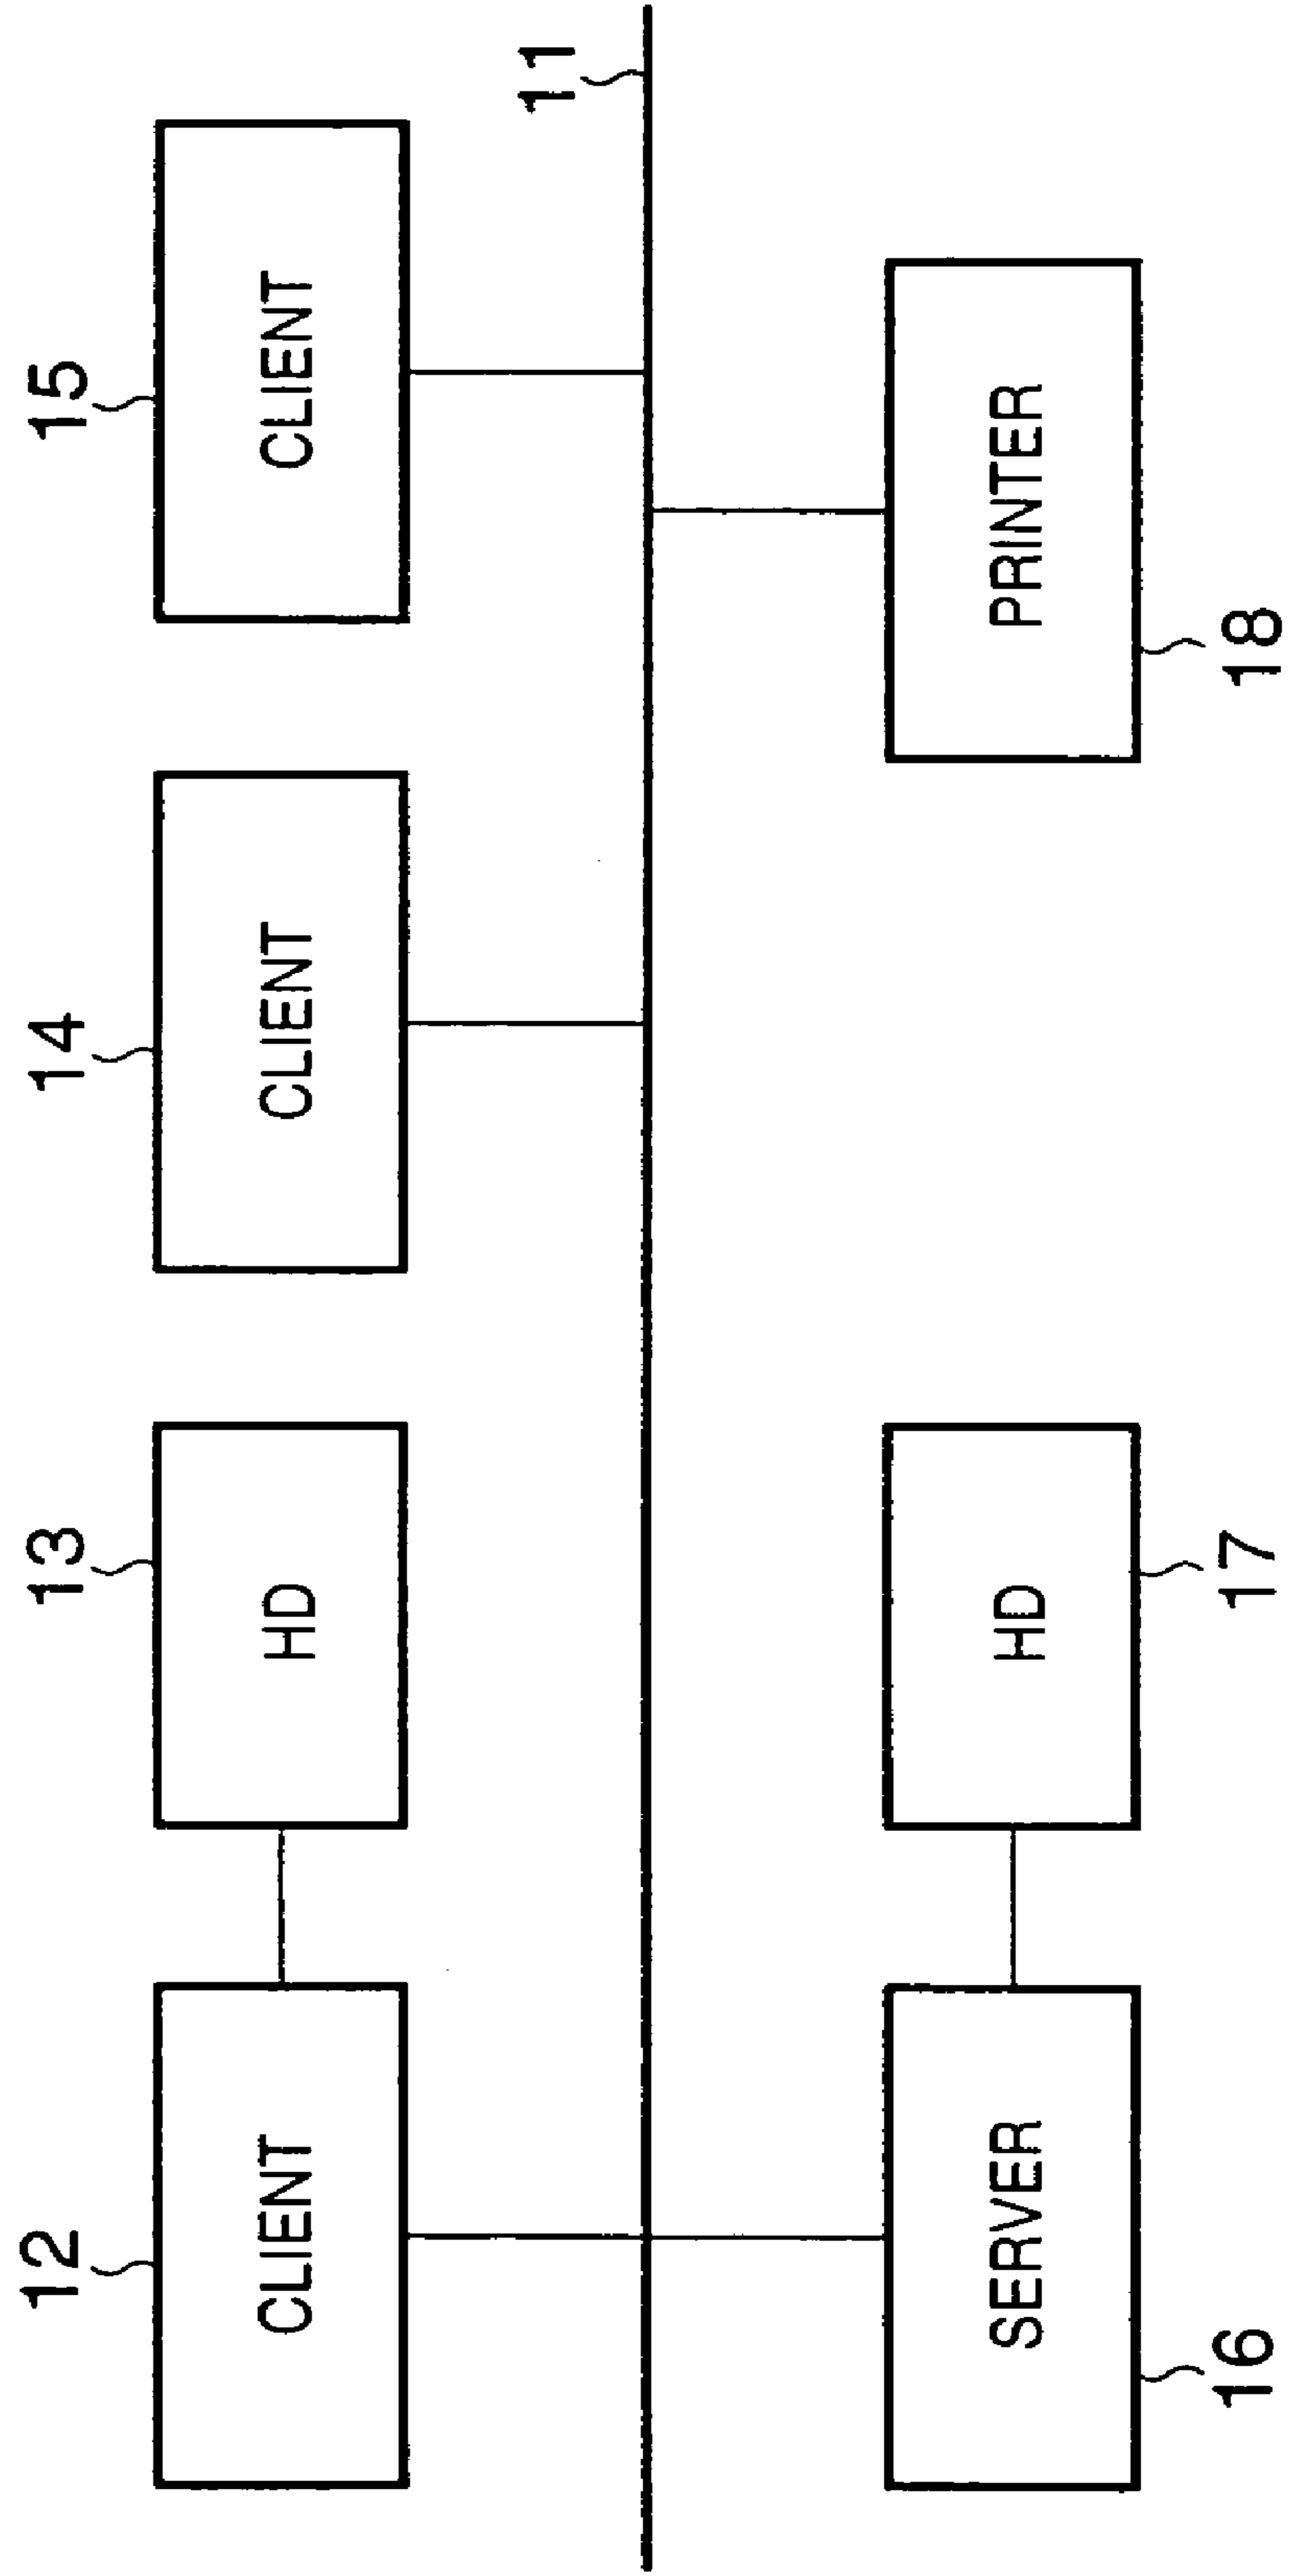 12
13
14
15
CLIENT
HD
CLIENT
CLIENT
11
SERVER
HD
PRINTER
16
17
18